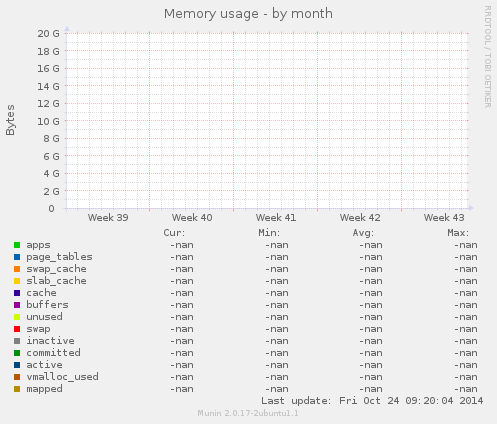 Memory usage - by month
RRDTOOL / TOBI OETIKER
Bytes
20 G
18 G
16 G
14 G
12 G
10 G
8 G
6 G
4 G
2 G
0
Week 39 Week 40 Week 41 Week 42 Week 43
Cur: Min: Avg: Max:
apps -nan -nan -nan -nan
page_tables -nan -nan -nan -nan
swap_cache -nan -nan -nan -nan
slab_cache -nan -nan -nan -nan
cache -nan -nan -nan -nan
buffers -nan -nan -nan -nan
unused -nan -nan -nan -nan
swap -nan -nan -nan -nan
inactive -nan -nan -nan -nan
committed -nan -nan -nan -nan
active -nan -nan -nan -nan
vmalloc_used -nan -nan -nan -nan
mapped -nan -nan -nan -nan
Last update: Fri Oct 24 09:20:04 2014
Munin 2.0.17-2ubuntu1.1